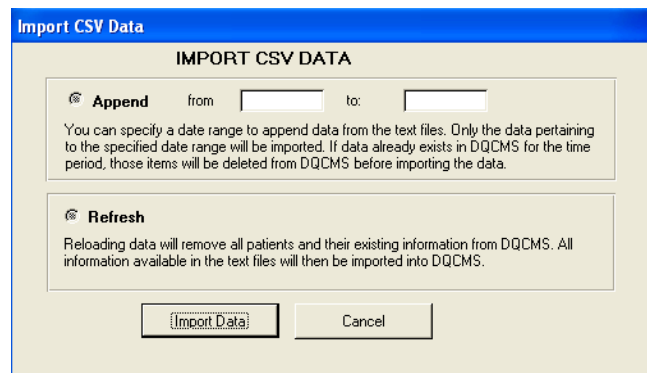 Import CSV Data
IMPORT CSV DATA
Append from to:
You can specify a date range to append data from the text files. Only the data pertaining
to the specified date range will be imported. If data already exists in DQCMS for the time
period, those items will be deleted from DQCMS before importing the data.
Refresh
Reloading data will remove all patients and their existing information from DQCMS. All
information available in the text files will then be imported into DQCMS.
Import Data Cancel